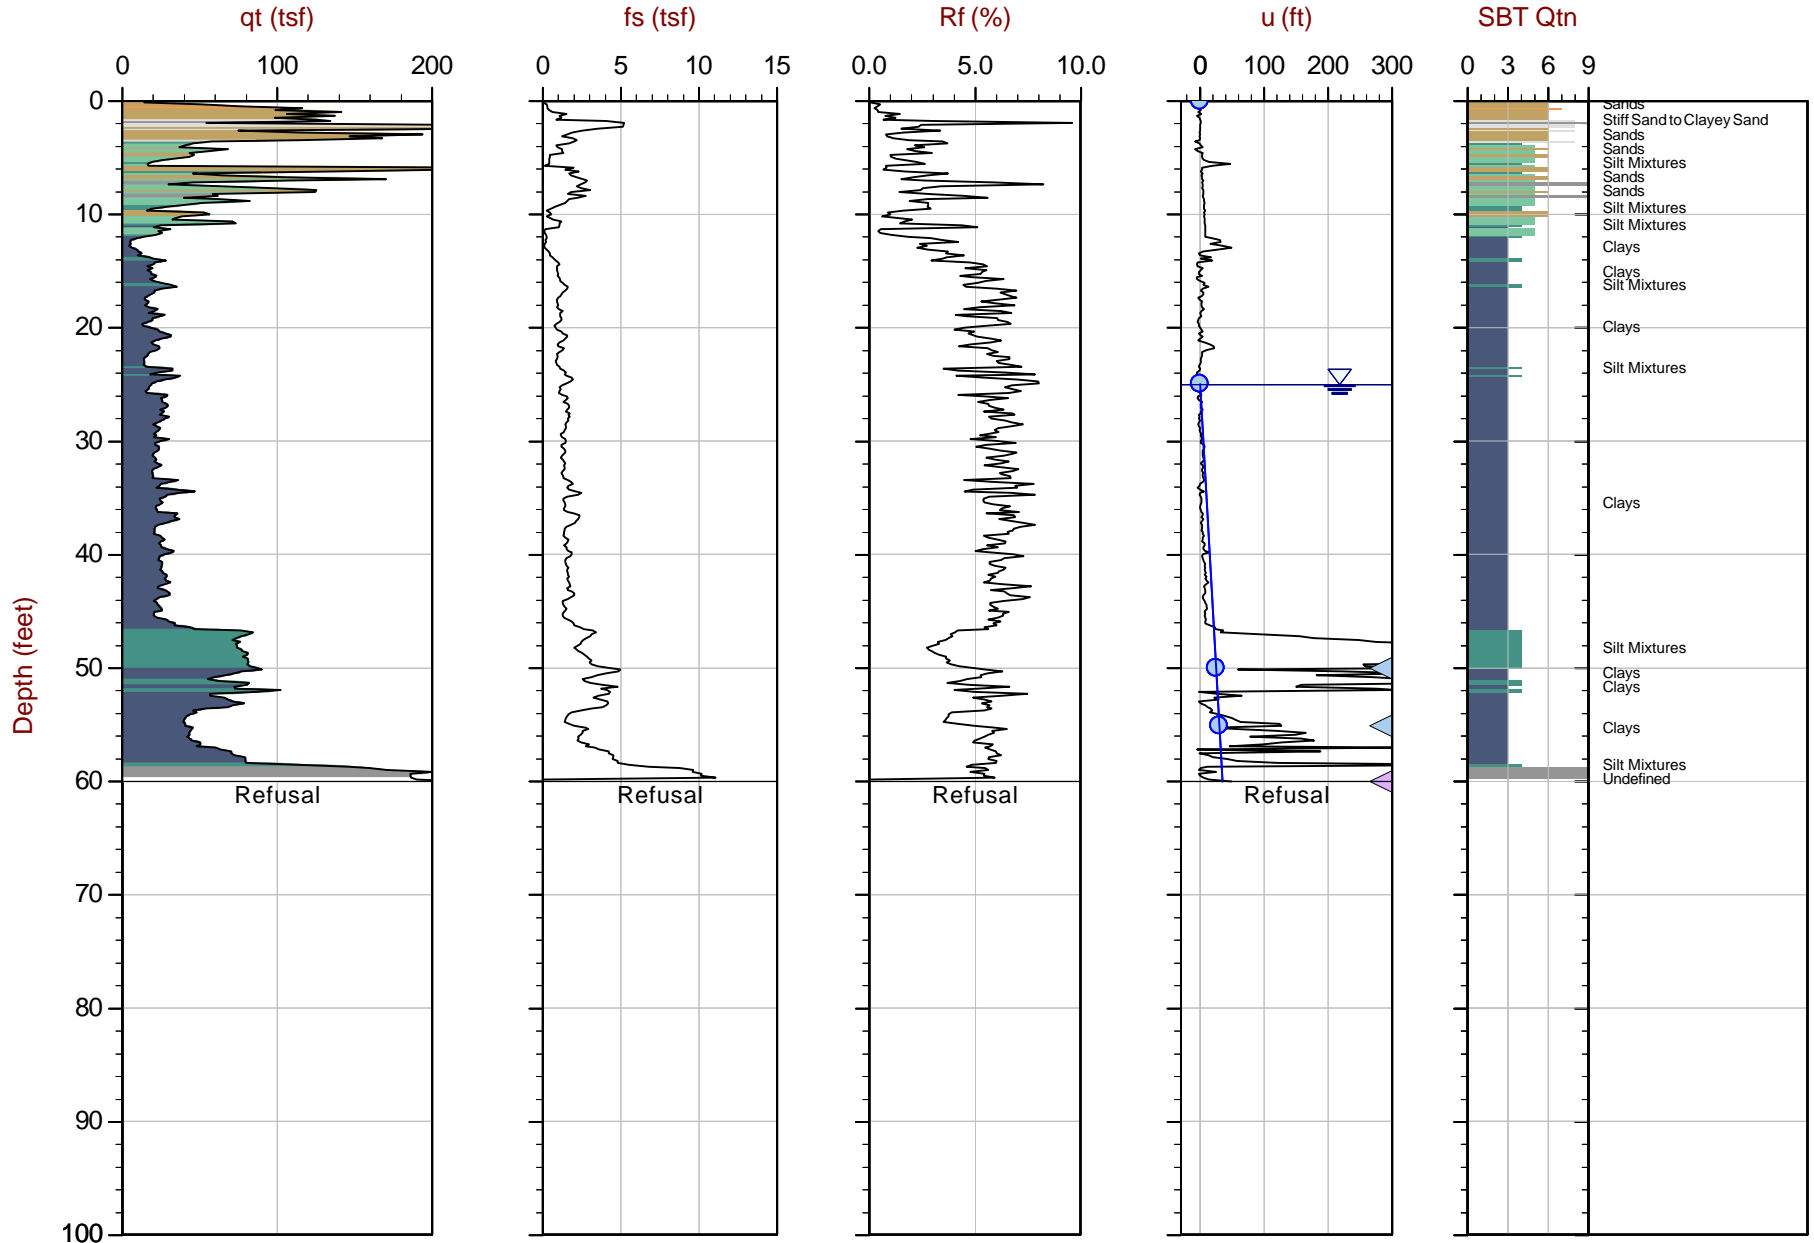 qt (tsf) fs (tsf) Rf (%) u (ft) SBT Qtn
0 100 200 0 5 10 15 0.0 5.0 10.0 0 100 200 300 0 3 6 9
0
10
20
30
40
50
60
70
80
90
100
Depth (feet)
Sands
Stiff Sand to Clayey Sand
Sands
Sands
Silt Mixtures
Sands
Sands
Silt Mixtures
Silt Mixtures
Clays
Clays
Silt Mixtures
Clays
Silt Mixtures
Clays
Silt Mixtures
Clays
Clays
Clays
Silt Mixtures
Undefined
Refusal Refusal Refusal Refusal